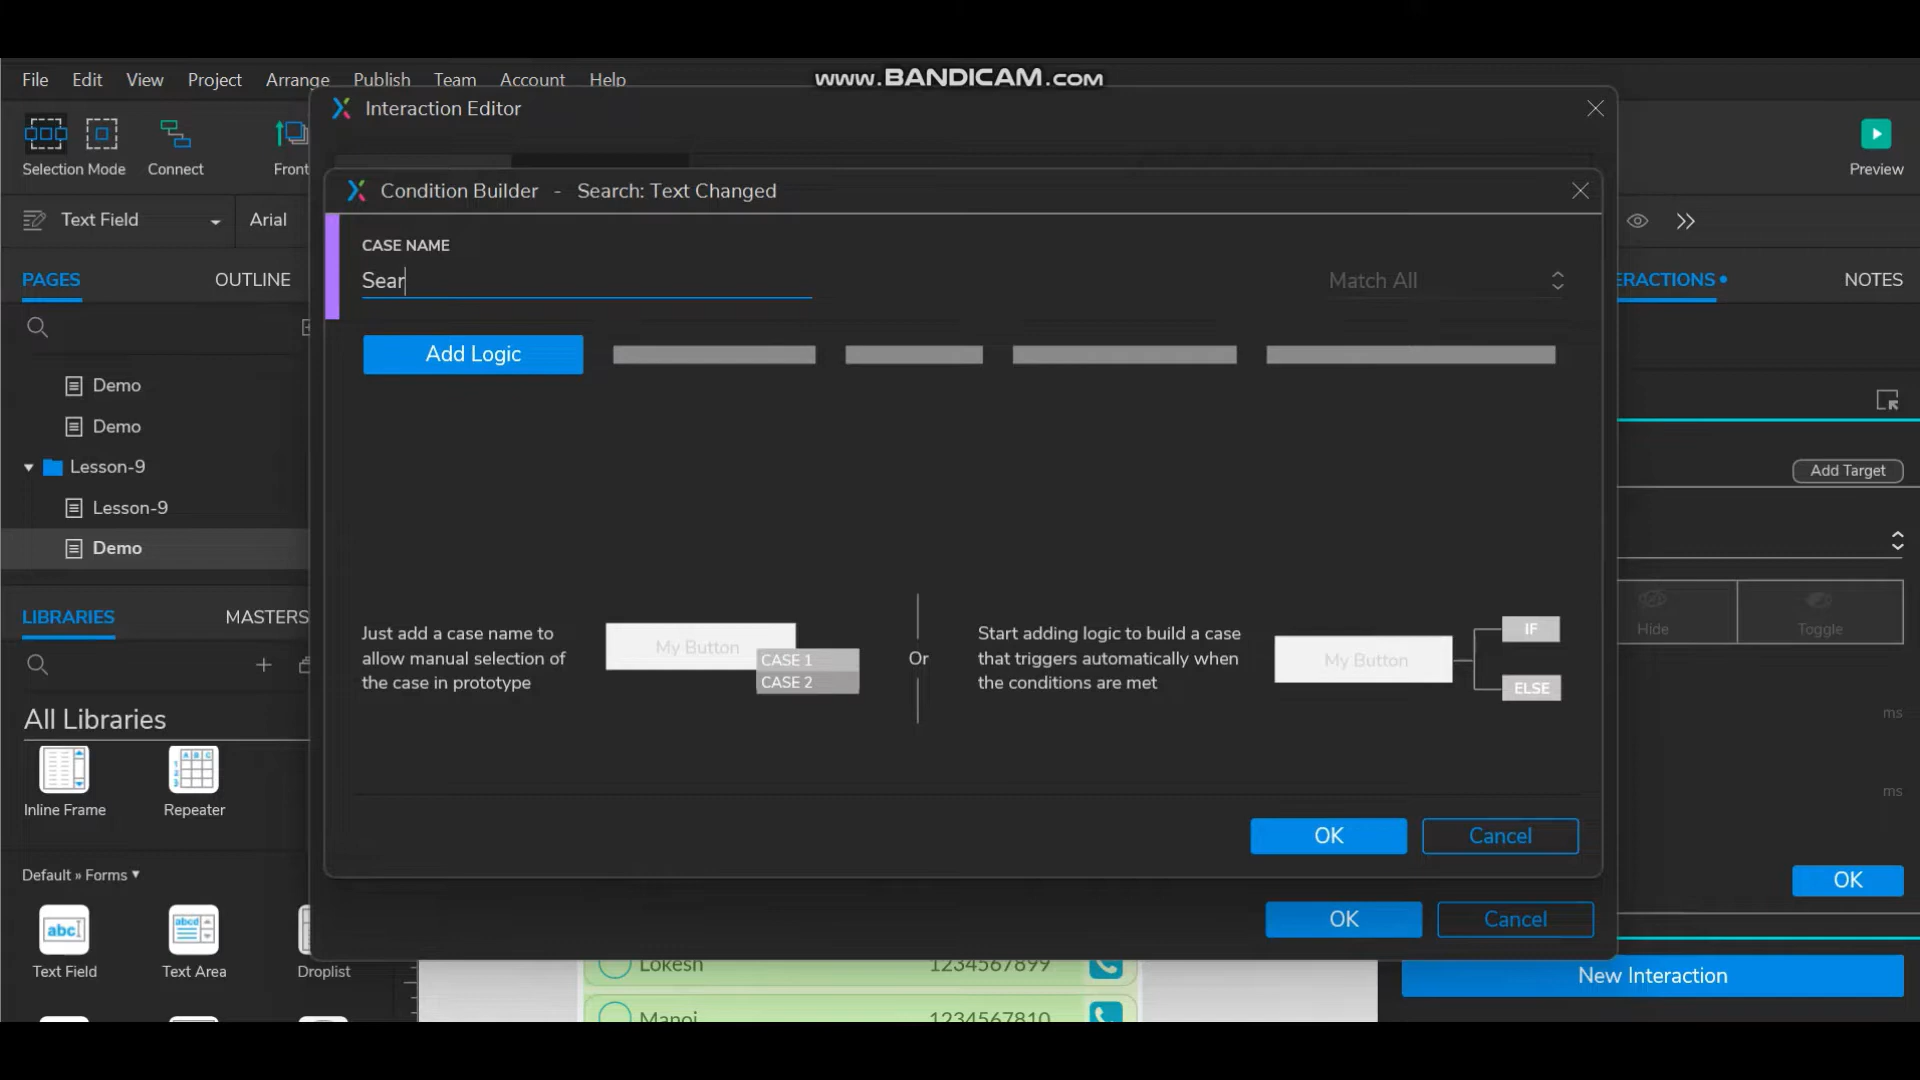 www.BANDICAM.com
File Edit View Project Arrange Publish Team Account Help
Interaction Editor
Selection Mode Connect Front Preview
Condition Builder - Search: Text Changed
Text Field Arial
CASE NAME
Sear
Match All
PAGES OUTLINE
ERACTIONS NOTES
Add Logic
Demo
Demo
Lesson-9
Lesson-9
Demo
Add Target
Hide Toggle
LIBRARIES MASTERS
Just add a case name to
allow manual selection of
the case in prototype
My Button
CASE 1
CASE 2
Or
Start adding logic to build a case
that triggers automatically when
the conditions are met
My Button
IF
ELSE
All Libraries
ms
ms
Inline Frame Repeater
OK Cancel
Default » Forms
OK
OK Cancel
abc
abcd
Text Field Text Area Droplist
Lokesh 1234567899
New Interaction
Manoj 1234567810